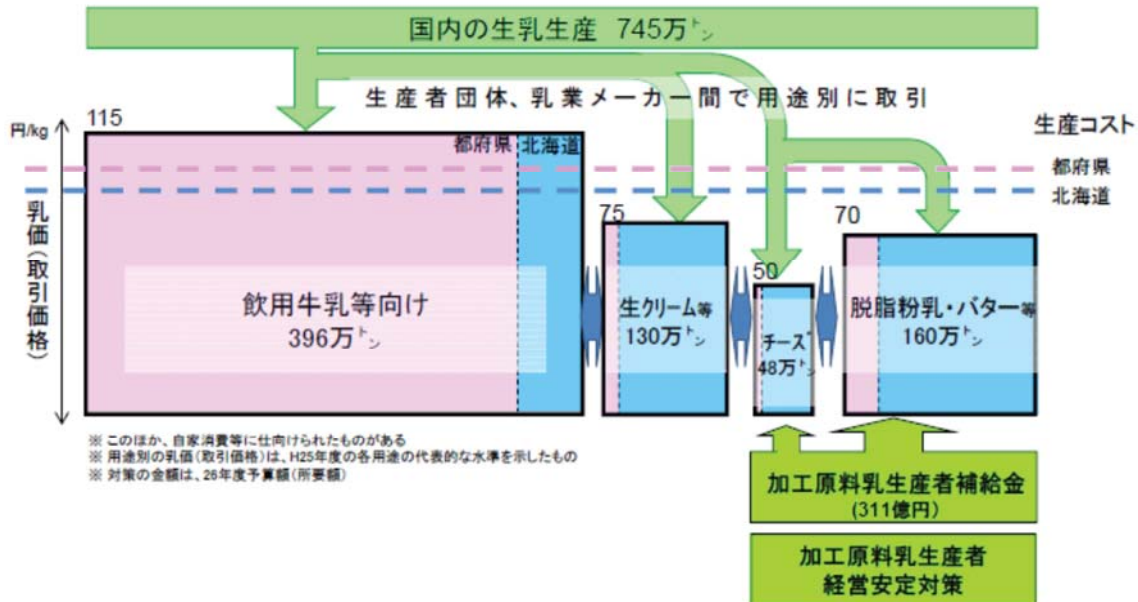 国内の生乳生産 745万㌧
生産者団体、乳業メーカー間で用途別に取引
円/kg
115
都府県
北海道
生産コスト
都府県
北海道
乳価(取引価格)
75
50
70
飲用牛乳等向け
396万㌧
生クリーム等
130万㌧
チーズ
48万㌧
脱脂粉乳・バター等
160万㌧
※ このほか、自家消費等に仕向けられたものがある
※ 用途別の乳価(取引価格)は、H25年度の各用途の代表的な水準を示したもの
※ 対策の金額は、26年度予算額(所要額)
加工原料乳生産者補給金
(311億円)
加工原料乳生産者
経営安定対策